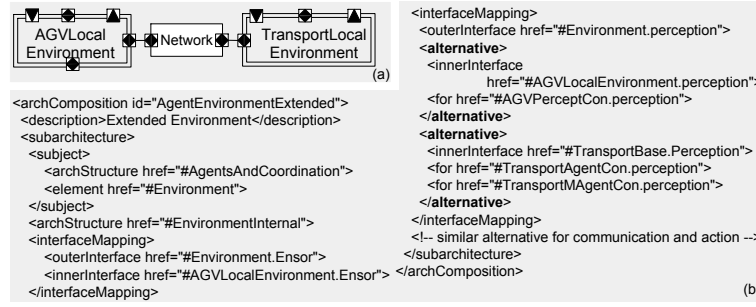 AGVLocal
Environment
Network
TransportLocal
Environment
(a)
<archComposition id="AgentEnvironmentExtended">
<description>Extended Environment</description>
<subarchitecture>
<subject>
<archStructure href="#AgentsAndCoordination">
<element href="#Environment">
</subject>
<archStructure href="#EnvironmentInternal">
<interfaceMapping>
<outerInterface href="#Environment.Ensor">
<innerInterface href="#AGVLocalEnvironment.Ensor">
</interfaceMapping>
<interfaceMapping>
<outerInterface href="#Environment.perception">
<alternative>
<innerInterface
href="#AGVLocalEnvironment.perception">
<for href="#AGVPerceptCon.perception">
</alternative>
<alternative>
<innerInterface href="#TransportBase.Perception">
<for href="#TransportAgentCon.perception">
<for href="#TransportMAgentCon.perception">
</alternative>
</interfaceMapping>
<!-- similar alternative for communication and action -->
</subarchitecture>
</archComposition>
(b